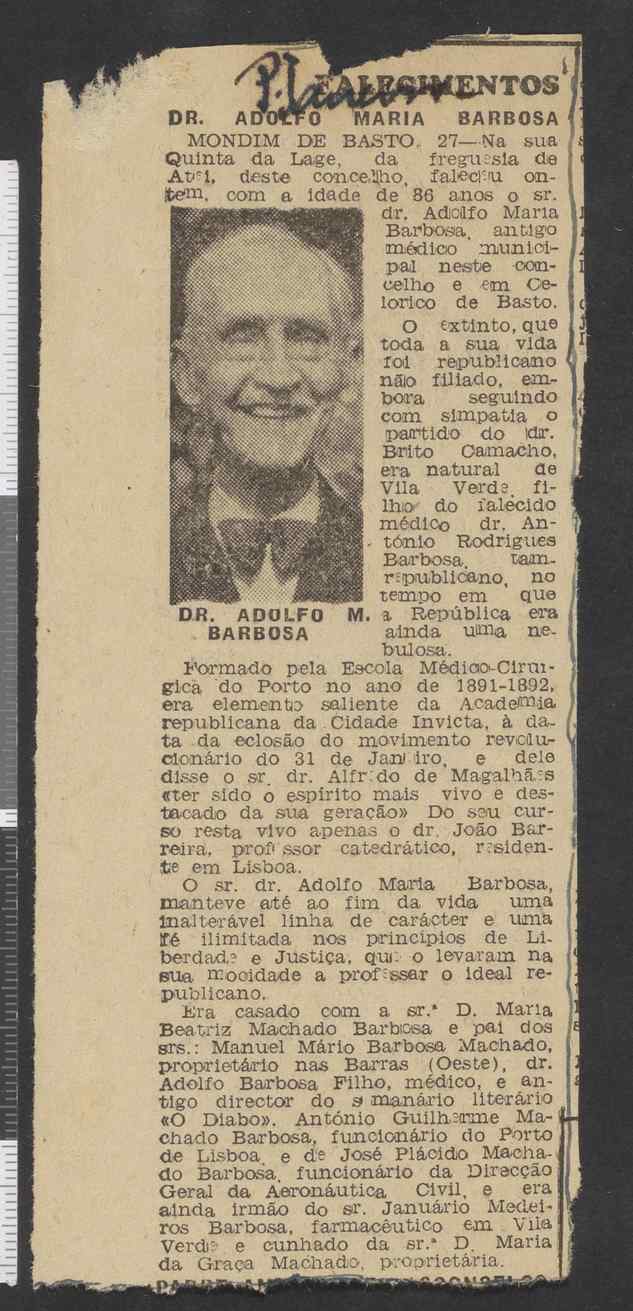 FALECIMENTOS
DR. ADOLFO MARIA BARBOSA
MONDIM DE BASTO, 27—Na sua
Quinta da Lage, da freguesia de
Atei, deste concelho, faleceu on-
tem, com a idade de 86 anos o sr.
dr. Adolfo Maria
Barbosa, antigo
médico munici-
pal neste con-
celho e em Ce-
lorico de Basto.
O extinto, que
toda a sua vida
foi republicano
não filiado, em-
bora seguindo
com simpatia o
partido do dr.
Brito Camacho,
era natural de
Vila Verde, fi-
lho do falecido
médico dr. An-
tónio Rodrigues
Barbosa, tam-
republicano, no
tempo em que
a República era
ainda uma ne-
bulosa.
DR. ADOLFO M.
BARBOSA
Formado pela Escola Médico-Cirur-
gica do Porto no ano de 1891-1892,
era elemento saliente da Academia
republicana da Cidade Invicta, à da-
ta da eclosão do movimento revolu-
cionário do 31 de Janeiro, e dele
disse o sr. dr. Alfredo de Magalhães
«ter sido o espírito mais vivo e des-
tacado da sua geração» Do seu cur-
so resta vivo apenas o dr. João Bar-
reira, professor catedrático, residen-
te em Lisboa.
O sr. dr. Adolfo Maria Barbosa,
manteve até ao fim da vida uma
inalterável linha de carácter e uma
fé ilimitada nos princípios de Li-
berdade e Justiça, que o levaram na
sua mocidade a professar o ideal re-
publicano.
Era casado com a sr.ª D. Maria
Beatriz Machado Barbosa e pai dos
srs.: Manuel Mário Barbosa Machado,
proprietário nas Barras (Oeste), dr.
Adolfo Barbosa Filho, médico, e an-
tigo director do semanário literário
«O Diabo». António Guilherme Ma-
chado Barbosa, funcionário do Porto
de Lisboa, e de José Plácido Macha-
do Barbosa, funcionário da Direcção
Geral da Aeronáutica Civil, e era
ainda irmão do sr. Januário Medei-
ros Barbosa, farmacêutico em Vila
Verde e cunhado da sr.ª D. Maria
da Graça Machado, proprietária.